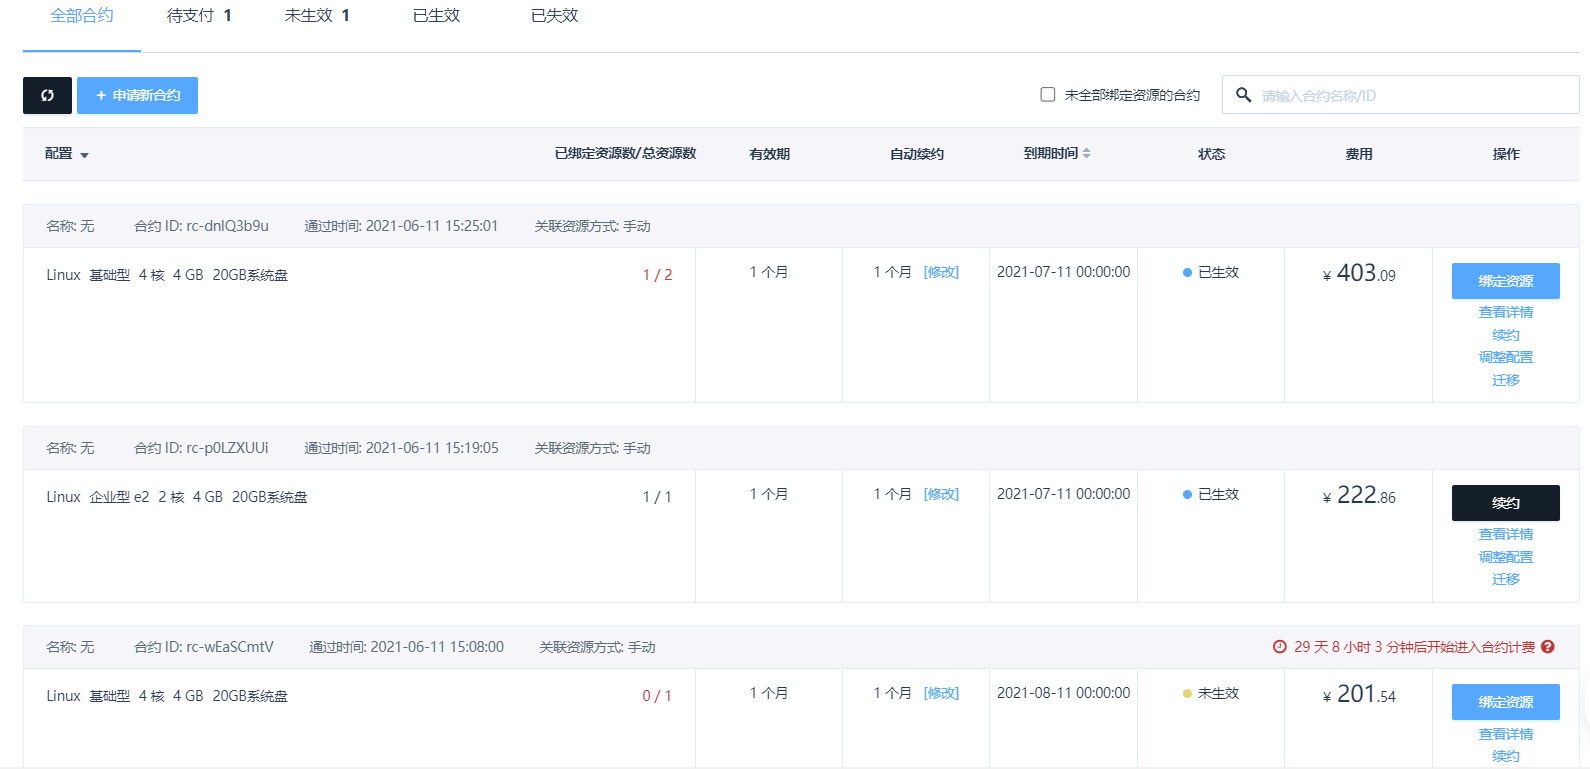 全部合约 待支付 1 未生效 1 已生效 已失效
+ 申请新合约 未全部绑定资源的合约 请输入合约名称/ID
配置 已绑定资源数/总资源数 有效期 自动续约 到期时间 状态 费用 操作
名称: 无 合约 ID: rc-dnlQ3b9u 通过时间: 2021-06-11 15:25:01 关联资源方式: 手动
Linux 基础型 4 核 4 GB 20GB系统盘 1 / 2 1 个月 1 个月 [修改] 2021-07-11 00:00:00 已生效 ¥ 403.09 绑定资源
查看详情
续约
调整配置
迁移
名称: 无 合约 ID: rc-p0LZXUUi 通过时间: 2021-06-11 15:19:05 关联资源方式: 手动
Linux 企业型 e2 2 核 4 GB 20GB系统盘 1 / 1 1 个月 1 个月 [修改] 2021-07-11 00:00:00 已生效 ¥ 222.86 续约
查看详情
调整配置
迁移
名称: 无 合约 ID: rc-wEaSCmtV 通过时间: 2021-06-11 15:08:00 关联资源方式: 手动 29 天 8 小时 3 分钟后开始进入合约计费 ?
Linux 基础型 4 核 4 GB 20GB系统盘 0 / 1 1 个月 1 个月 [修改] 2021-08-11 00:00:00 未生效 ¥ 201.54 绑定资源
查看详情
续约